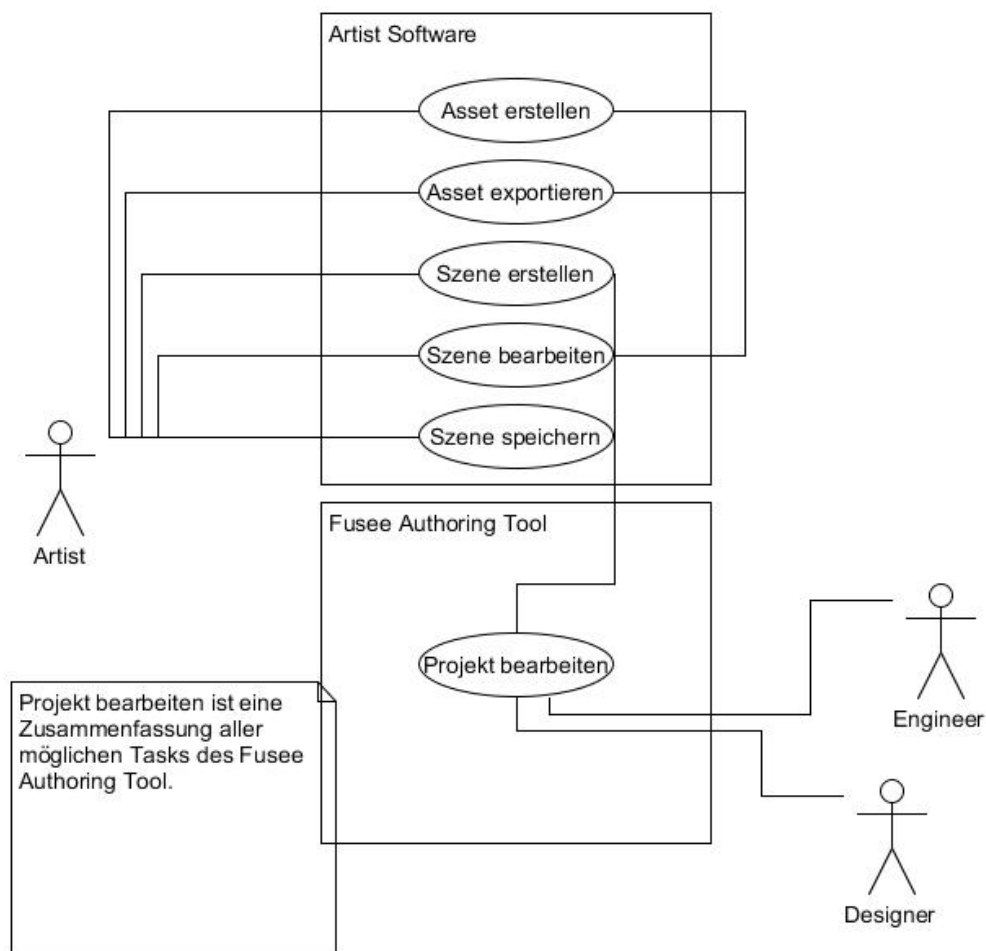 Artist Software
Asset erstellen
Asset exportieren
Szene erstellen
Szene bearbeiten
Szene speichern
Artist
Fusee Authoring Tool
Projekt bearbeiten
Projekt bearbeiten ist eine
Zusammenfassung aller
möglichen Tasks des Fusee
Authoring Tool.
Engineer
Designer